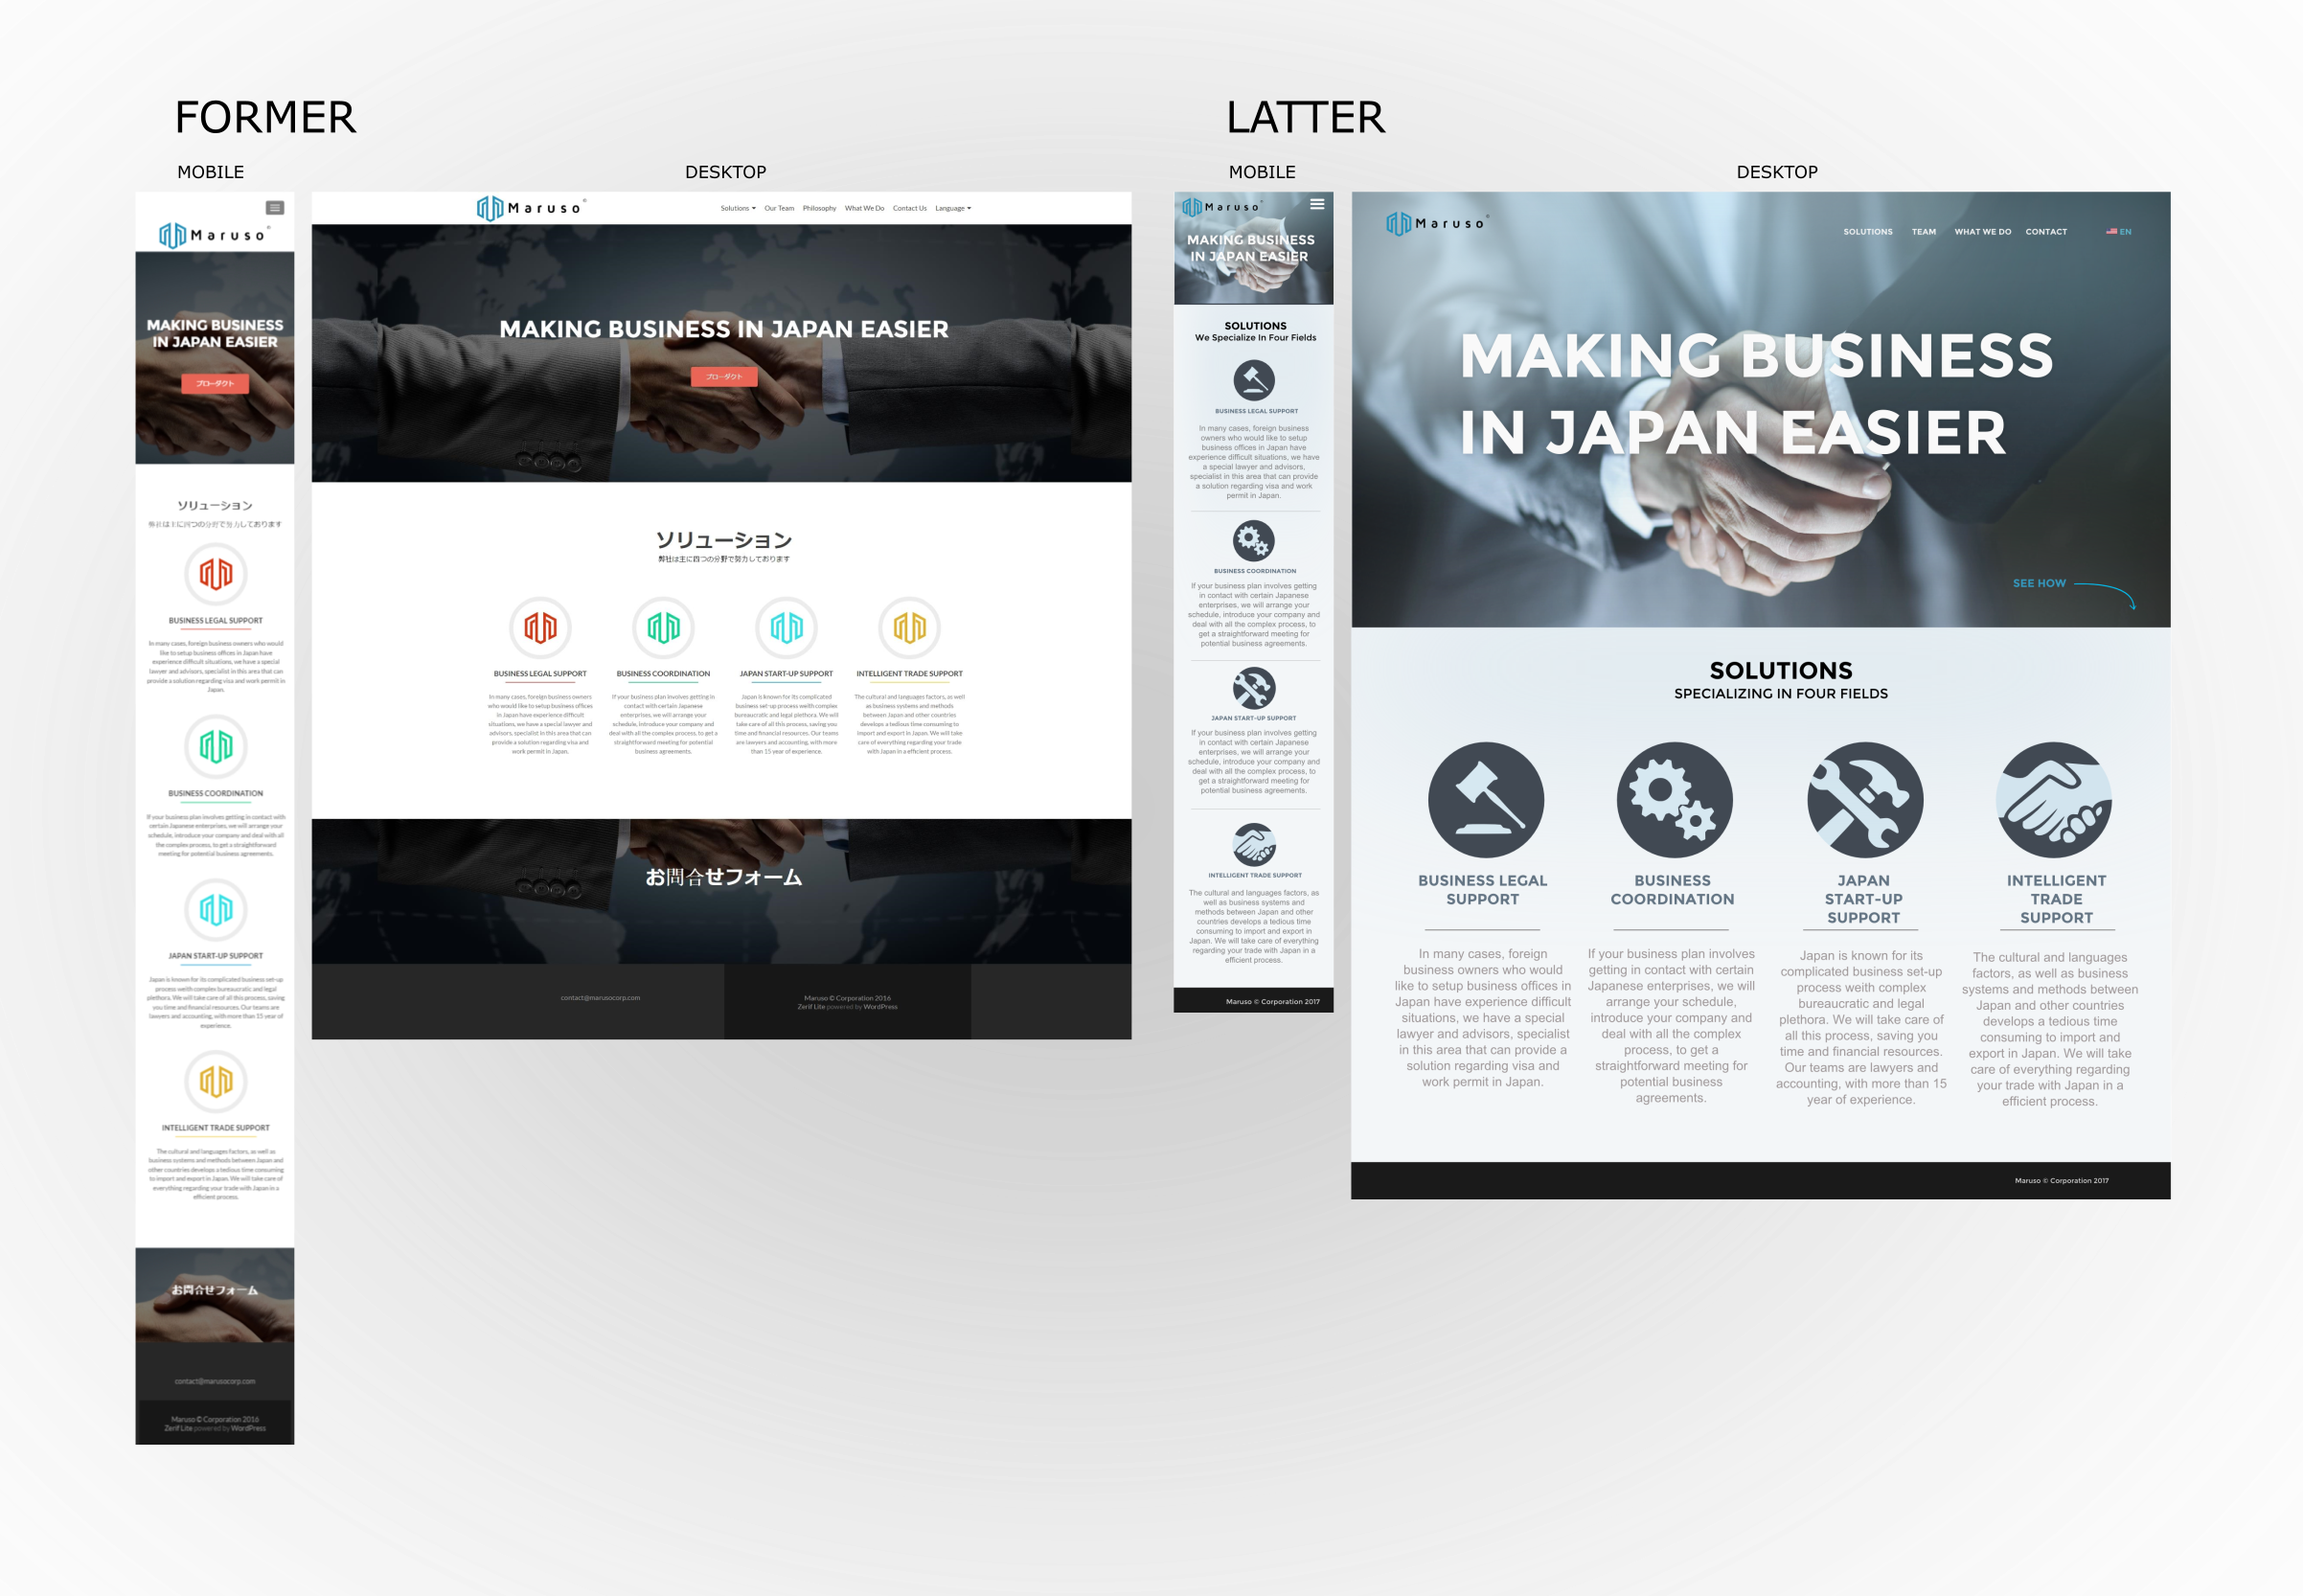 FORMER
MOBILE
Maruso®
MAKING BUSINESS
IN JAPAN EASIER
プローダクト
ソリューション
弊社は主に四つの分野で努力しております
BUSINESS LEGAL SUPPORT
In many cases, foreign business owners who would
like to setup business offices in Japan have
experience difficult situations, we have a special
lawyer and advisors, specialist in this area that can
provide a solution regarding visa and work permit in
Japan.
BUSINESS COORDINATION
If your business plan involves getting in contact with
certain Japanese enterprises, we will arrange your
schedule, introduce your company and deal with all
the complex process, to get a straightforward
meeting for potential business agreements.
JAPAN START-UP SUPPORT
Japan is known for its complicated business set-up
process weith complex bureaucratic and legal
plethora. We will take care of all this process, saving
you time and financial resources. Our teams are
lawyers and accounting, with more than 15 year of
experience.
INTELLIGENT TRADE SUPPORT
The cultural and languages factors, as well as
business systems and methods between Japan and
other countries develops a tedious time consuming
to import and export in Japan. We will take care of
everything regarding your trade with Japan in a
efficient process.
お問合せフォーム
contact@marusocorp.com
Maruso © Corporation 2016
Zerif Lite powered by WordPress
DESKTOP
Maruso®
Solutions Our Team Philosophy What We Do Contact Us Language
MAKING BUSINESS IN JAPAN EASIER
プローダクト
ソリューション
弊社は主に四つの分野で努力しております
BUSINESS LEGAL SUPPORT
In many cases, foreign business owners
who would like to setup business offices
in Japan have experience difficult
situations, we have a special lawyer and
advisors, specialist in this area that can
provide a solution regarding visa and
work permit in Japan.
BUSINESS COORDINATION
If your business plan involves getting in
contact with certain Japanese
enterprises, we will arrange your
schedule, introduce your company and
deal with all the complex process, to get a
straightforward meeting for potential
business agreements.
JAPAN START-UP SUPPORT
Japan is known for its complicated
business set-up process weith complex
bureaucratic and legal plethora. We will
take care of all this process, saving you
time and financial resources. Our teams
are lawyers and accounting, with more
than 15 year of experience.
INTELLIGENT TRADE SUPPORT
The cultural and languages factors, as well
as business systems and methods
between Japan and other countries
develops a tedious time consuming to
import and export in Japan. We will take
care of everything regarding your trade
with Japan in a efficient process.
お問合せフォーム
contact@marusocorp.com
Maruso © Corporation 2016
Zerif Lite powered by WordPress
LATTER
MOBILE
Maruso®
MAKING BUSINESS
IN JAPAN EASIER
SOLUTIONS
We Specialize In Four Fields
BUSINESS LEGAL SUPPORT
In many cases, foreign business
owners who would like to setup
business offices in Japan have
experience difficult situations, we have
a special lawyer and advisors,
specialist in this area that can provide
a solution regarding visa and work
permit in Japan.
BUSINESS COORDINATION
If your business plan involves getting
in contact with certain Japanese
enterprises, we will arrange your
schedule, introduce your company and
deal with all the complex process, to
get a straightforward meeting for
potential business agreements.
JAPAN START-UP SUPPORT
If your business plan involves getting
in contact with certain Japanese
enterprises, we will arrange your
schedule, introduce your company and
deal with all the complex process, to
get a straightforward meeting for
potential business agreements.
INTELLIGENT TRADE SUPPORT
The cultural and languages factors, as
well as business systems and
methods between Japan and other
countries develops a tedious time
consuming to import and export in
Japan. We will take care of everything
regarding your trade with Japan in a
efficient process.
Maruso © Corporation 2017
DESKTOP
Maruso®
SOLUTIONS TEAM WHAT WE DO CONTACT EN
MAKING BUSINESS
IN JAPAN EASIER
SEE HOW
SOLUTIONS
SPECIALIZING IN FOUR FIELDS
BUSINESS LEGAL
SUPPORT
In many cases, foreign
business owners who would
like to setup business offices in
Japan have experience difficult
situations, we have a special
lawyer and advisors, specialist
in this area that can provide a
solution regarding visa and
work permit in Japan.
BUSINESS
COORDINATION
If your business plan involves
getting in contact with certain
Japanese enterprises, we will
arrange your schedule,
introduce your company and
deal with all the complex
process, to get a
straightforward meeting for
potential business
agreements.
JAPAN
START-UP
SUPPORT
Japan is known for its
complicated business set-up
process weith complex
bureaucratic and legal
plethora. We will take care of
all this process, saving you
time and financial resources.
Our teams are lawyers and
accounting, with more than 15
year of experience.
INTELLIGENT
TRADE
SUPPORT
The cultural and languages
factors, as well as business
systems and methods between
Japan and other countries
develops a tedious time
consuming to import and
export in Japan. We will take
care of everything regarding
your trade with Japan in a
efficient process.
Maruso © Corporation 2017